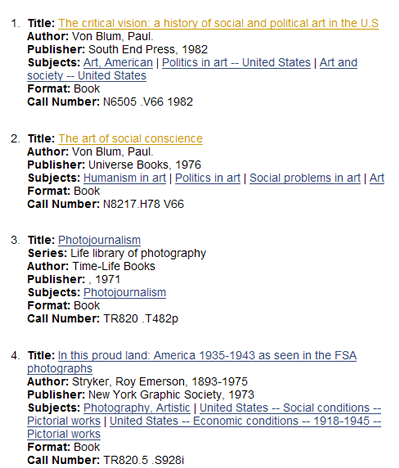 1. Title: The critical vision: a history of social and political art in the U.S
Author: Von Blum, Paul.
Publisher: South End Press, 1982
Subjects: Art, American | Politics in art -- United States | Art and
society -- United States
Format: Book
Call Number: N6505 .V66 1982
2. Title: The art of social conscience
Author: Von Blum, Paul.
Publisher: Universe Books, 1976
Subjects: Humanism in art | Politics in art | Social problems in art | Art
Format: Book
Call Number: N8217.H78 V66
3. Title: Photojournalism
Series: Life library of photography
Author: Time-Life Books
Publisher: , 1971
Subjects: Photojournalism
Format: Book
Call Number: TR820 .T482p
4. Title: In this proud land: America 1935-1943 as seen in the FSA
photographs
Author: Stryker, Roy Emerson, 1893-1975
Publisher: New York Graphic Society, 1973
Subjects: Photography, Artistic | United States -- Social conditions --
Pictorial works | United States -- Economic conditions -- 1918-1945 --
Pictorial works
Format: Book
Call Number: TR820.5 .S928i